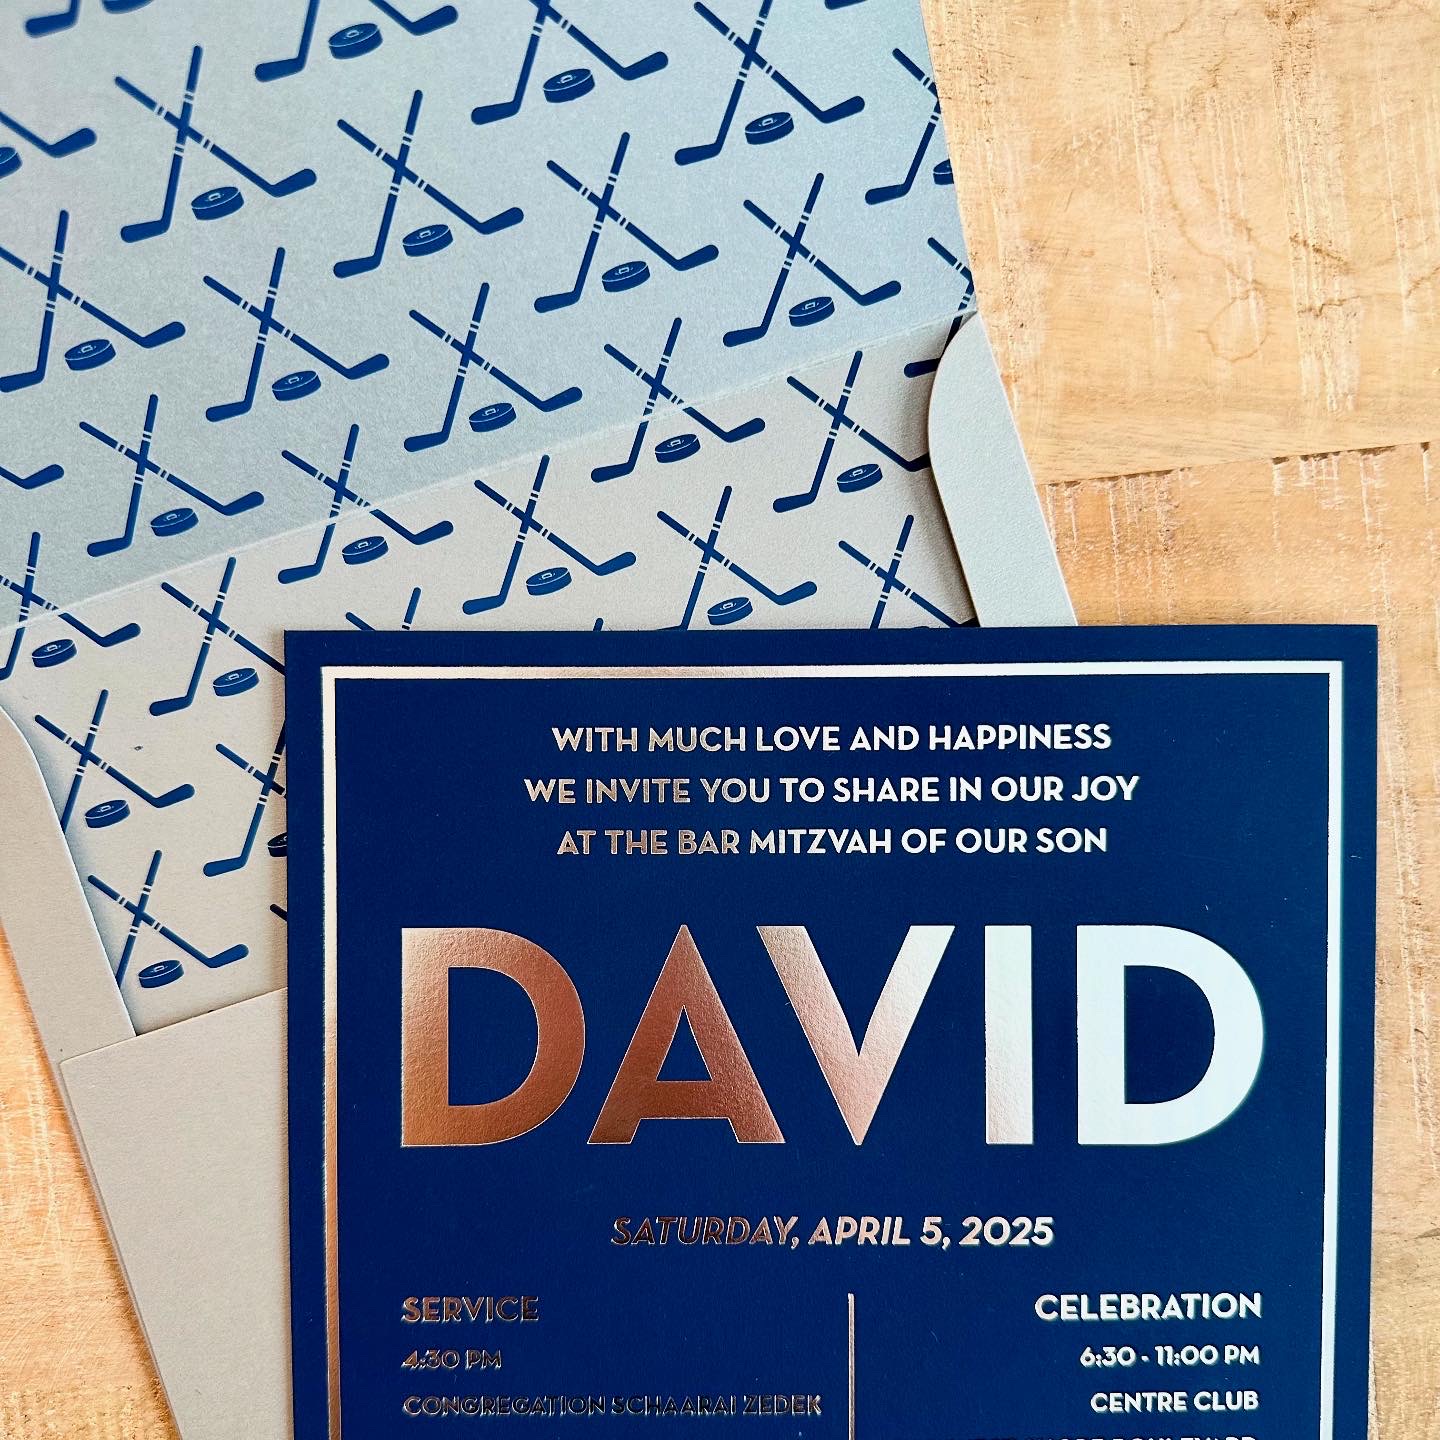 WITH MUCH LOVE AND HAPPINESS
WE INVITE YOU TO SHARE IN OUR JOY
AT THE BAR MITZVAH OF OUR SON
DAVID
SATURDAY, APRIL 5, 2025
SERVICE
4:30 PM
CONGREGATION SCHAARAI ZEDEK
CELEBRATION
6:30 - 11:00 PM
CENTRE CLUB
BOULEVARD